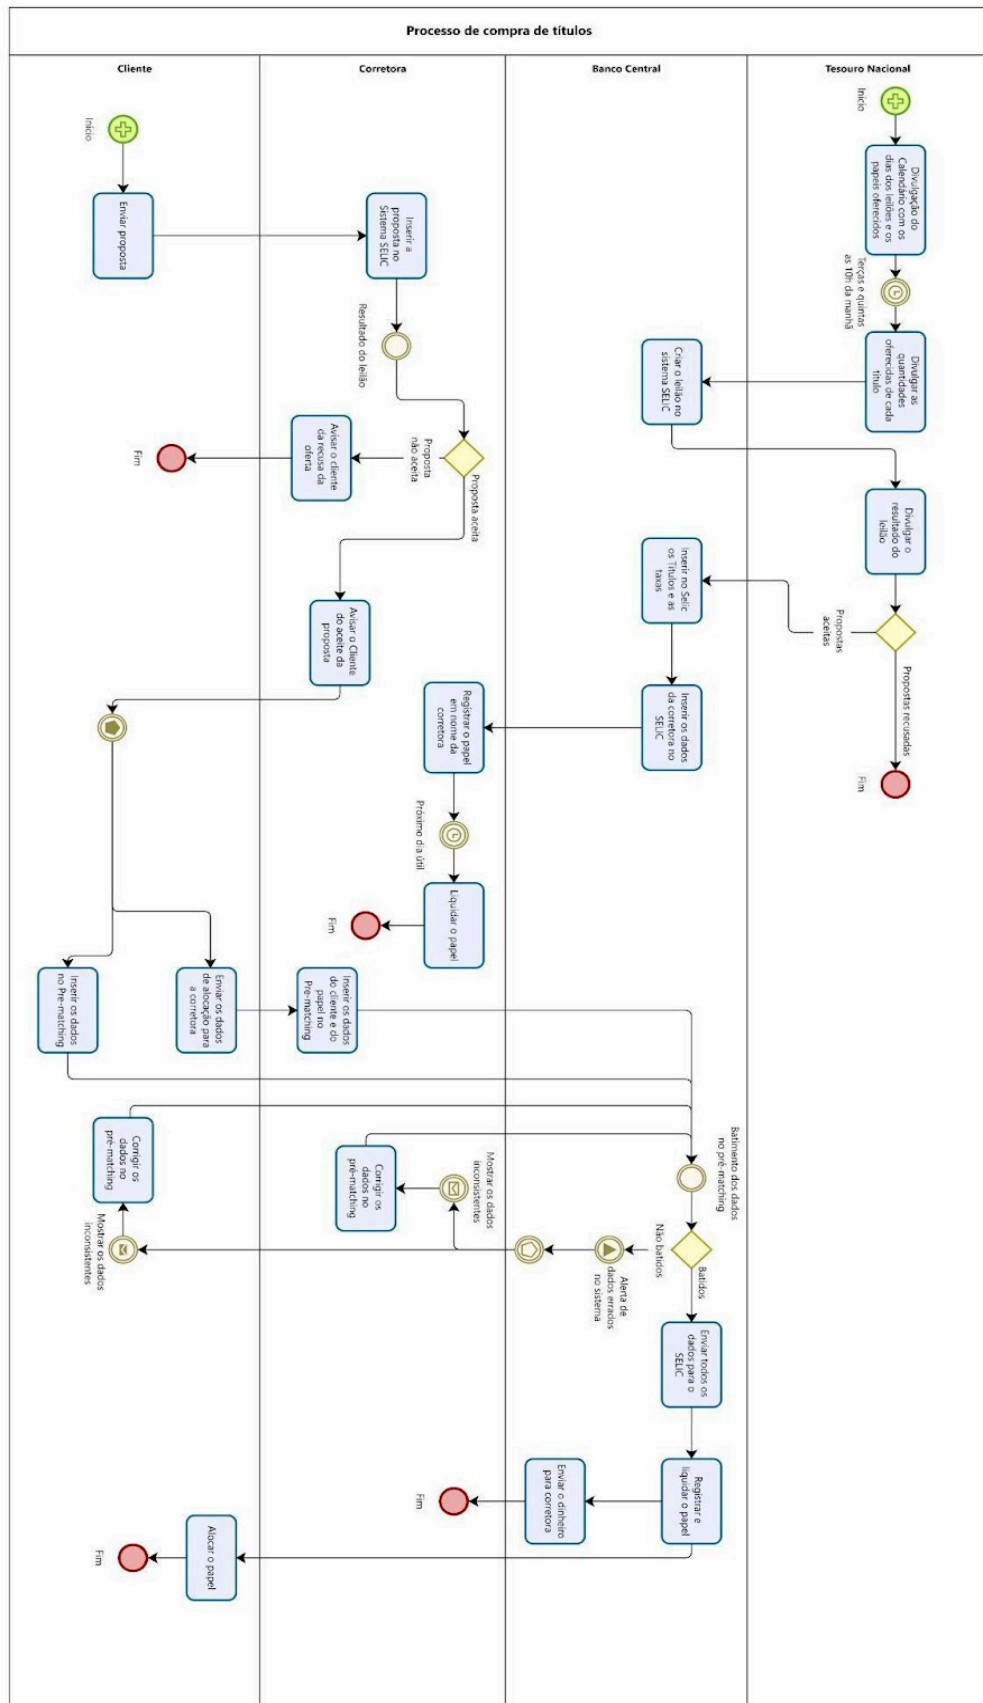 Processo de compra de títulos
Cliente
Corretora
Banco Central
Tesouro Nacional
Início
Divulgação do
Calendário com os
dias dos leilões e os
papeis oferecidos
Terças e quintas
as 10h da manhã
Divulgar as
quantidades
oferecidas de cada
título
Criar o leilão no
sistema SELIC
Divulgar o
resultado do
leilão
Propostas
aceitas
Propostas recusadas
Fim
Inserir no Selic
os Títulos e as
taxas
Inserir os dados
da corretora no
SELIC
Registrar o papel
em nome da
corretora
Próximo dia útil
Liquidar o papel
Fim
Início
Enviar proposta
Inserir a
proposta no
Sistema SELIC
Resultado do leilão
Proposta
não aceita
Proposta aceita
Avisar o cliente
da recusa da
oferta
Fim
Avisar o Cliente
do aceite da
proposta
Enviar os dados
de alocação para
a corretora
Inserir os dados
no Pre-matching
Inserir os dados
do cliente e do
papel no
Pre-matching
Batimento dos dados
no pré-matching
Não batidos
Batidos
Alerta de
dados errados
no sistema
Mostrar os dados
inconsistentes
Corrigir os
dados no
pré-matching
Mostrar os dados
inconsistentes
Corrigir os
dados no
pré-matching
Enviar todos os
dados para o
SELIC
Registrar e
liquidar o papel
Enviar o dinheiro
para corretora
Fim
Alocar o papel
Fim